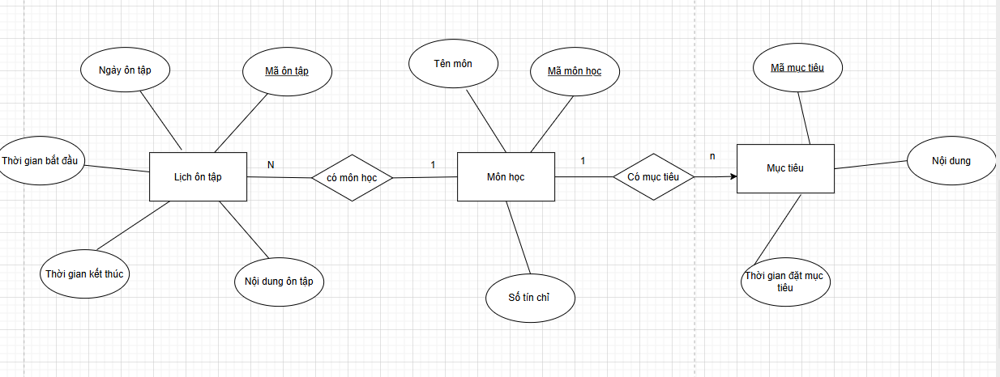 Ngày ôn tập
Mã ôn tập
Tên môn
Mã môn học
Mã mục tiêu
Thời gian bắt đầu
Lịch ôn tập
N
có môn học
1
Môn học
1
Có mục tiêu
n
Mục tiêu
Nội dung
Thời gian kết thúc
Nội dung ôn tập
Số tín chỉ
Thời gian đặt mục
tiêu